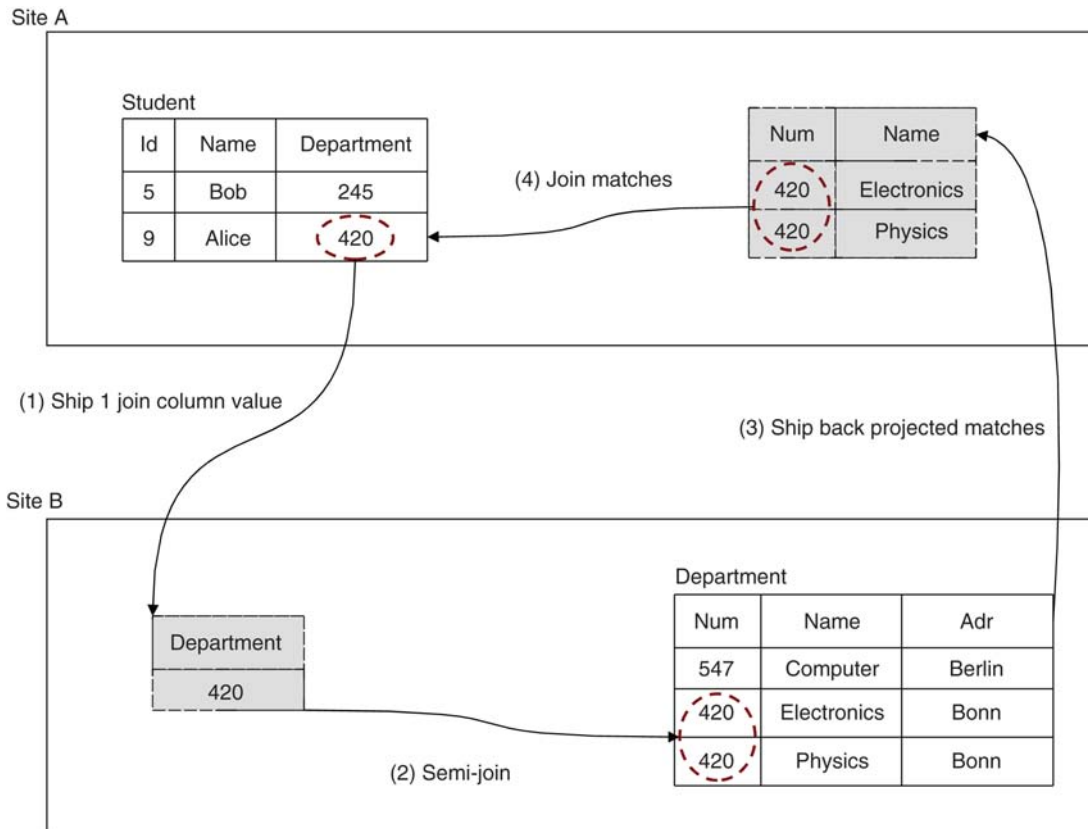 Site A
Student
Id Name Department
5 Bob 245
9 Alice 420
Num Name
420 Electronics
420 Physics
(4) Join matches
(1) Ship 1 join column value
(3) Ship back projected matches
Site B
Department
420
(2) Semi-join
Department
Num Name Adr
547 Computer Berlin
420 Electronics Bonn
420 Physics Bonn